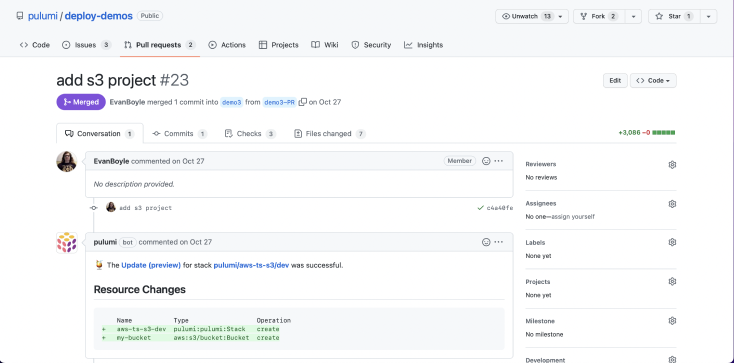 pulumi / deploy-demos Public
Unwatch 13 Fork 2 Star 1
Code Issues 3 Pull requests 2 Actions Projects Wiki Security Insights
add s3 project #23
Edit Code
Merged EvanBoyle merged 1 commit into demo3 from demo3-PR on Oct 27
Conversation 1 Commits 1 Checks 3 Files changed 7
+3,086 −0
EvanBoyle commented on Oct 27 Member
No description provided.
add s3 project c4a40fe
pulumi bot commented on Oct 27
The Update (preview) for stack pulumi/aws-ts-s3/dev was successful.
Resource Changes
Name Type Operation
+ aws-ts-s3-dev pulumi:pulumi:Stack create
+ my-bucket aws:s3/bucket:Bucket create
Reviewers
No reviews
Assignees
No one—assign yourself
Labels
None yet
Projects
None yet
Milestone
No milestone
Development